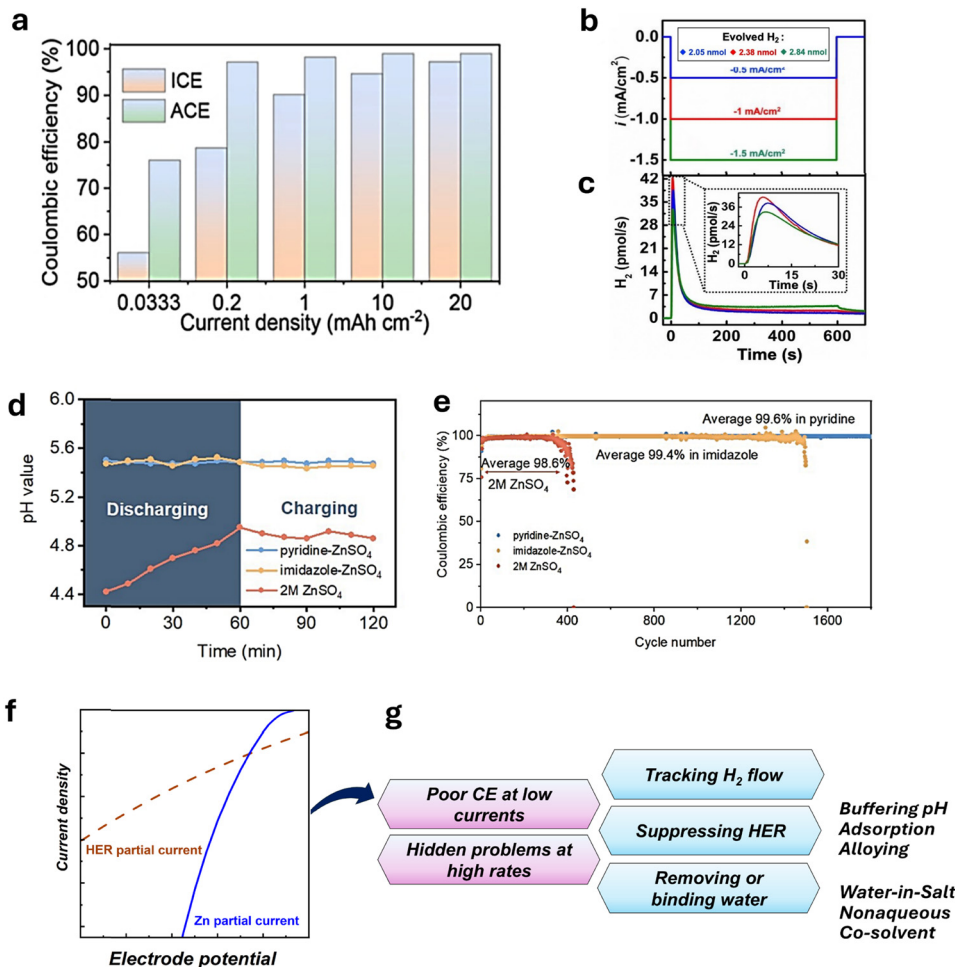 a
Coulombic efficiency (%)
100
90
80
70
60
50
ICE
ACE
0.0333
0.2
1
10
20
Current density (mAh cm⁻²)
b
i (mA/cm²)
0.0
-0.5
-1.0
-1.5
Evolved H₂ :
2.05 nmol 2.38 nmol 2.84 nmol
-0.5 mA/cm²
-1 mA/cm²
-1.5 mA/cm²
c
H₂ (pmol/s)
42
35
28
21
14
7
0
H₂ (pmol/s)
36
24
12
0
0 15 30
Time (s)
0 200 400 600
Time (s)
d
pH value
6.0
5.6
5.2
4.8
4.4
Discharging
Charging
pyridine-ZnSO₄
imidazole-ZnSO₄
2M ZnSO₄
0 30 60 90 120
Time (min)
e
Coulombic efficiency (%)
100
75
50
25
0
Average 99.6% in pyridine
Average 99.4% in imidazole
Average 98.6%
2M ZnSO₄
pyridine-ZnSO₄
imidazole-ZnSO₄
2M ZnSO₄
0 400 800 1200 1600
Cycle number
f
Current density
HER partial current
Zn partial current
Electrode potential
g
Poor CE at low
currents
Hidden problems at
high rates
Tracking H₂ flow
Suppressing HER
Removing or
binding water
Buffering pH
Adsorption
Alloying
Water-in-Salt
Nonaqueous
Co-solvent